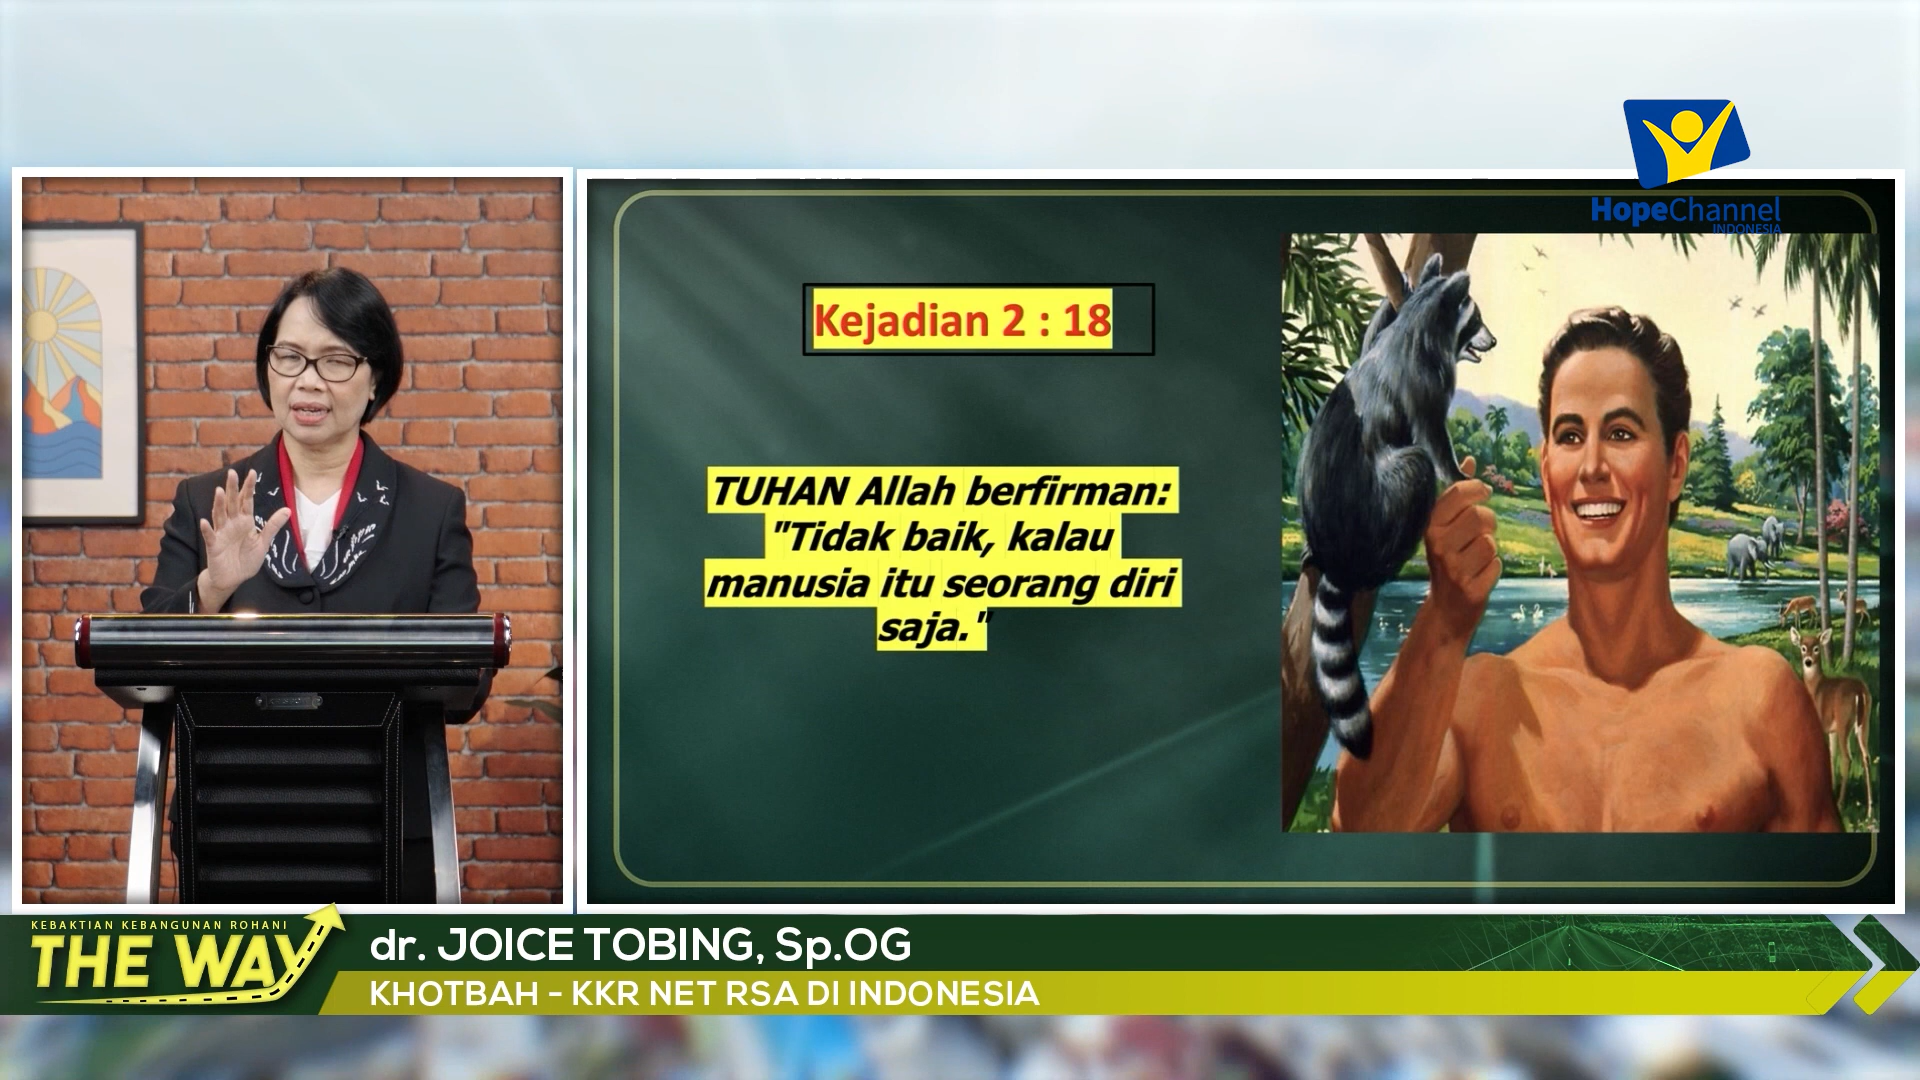 HopeChannel
INDONESIA
Kejadian 2 : 18
TUHAN Allah berfirman:
"Tidak baik, kalau
manusia itu seorang diri
saja."
KEBAKTIAN KEBANGUNAN ROHANI
THE WAY
dr. JOICE TOBING, Sp.OG
KHOTBAH - KKR NET RSA DI INDONESIA